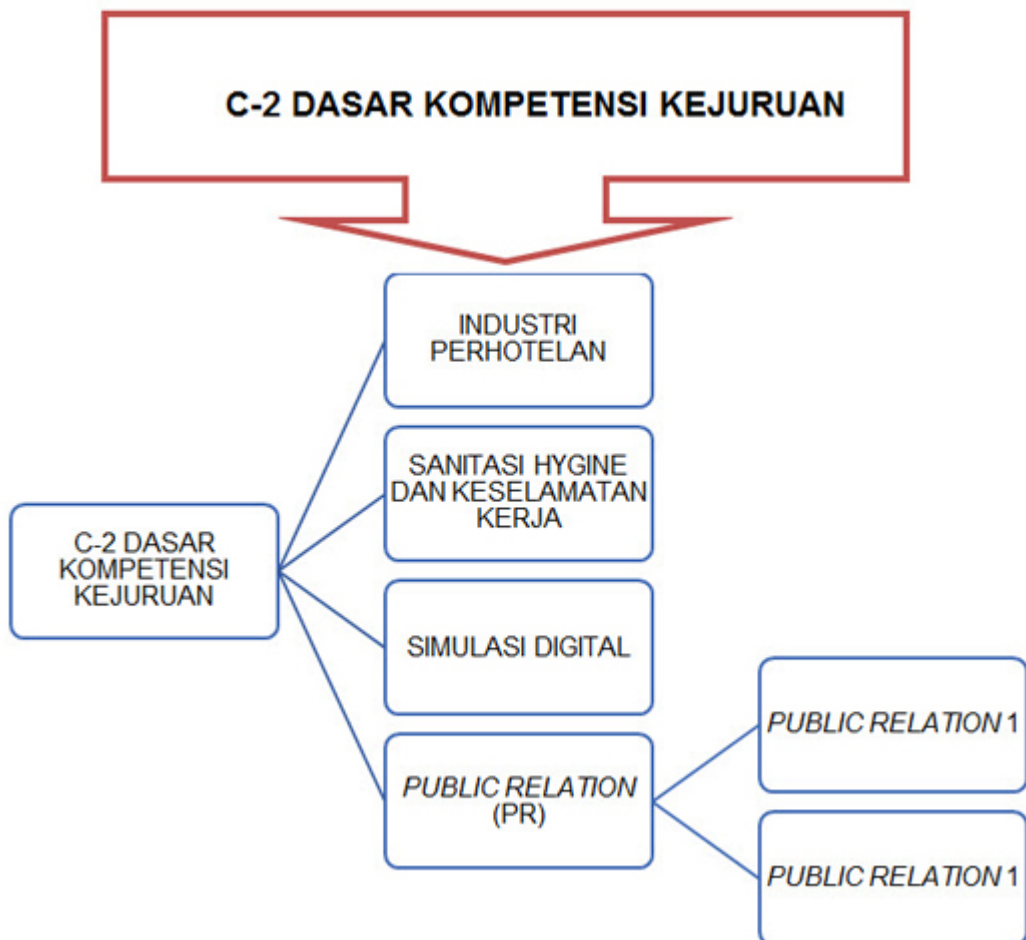 C-2 DASAR KOMPETENSI KEJURUAN
INDUSTRI
PERHOTELAN
SANITASI HYGINE
DAN KESELAMATAN
KERJA
C-2 DASAR
KOMPETENSI
KEJURUAN
SIMULASI DIGITAL
PUBLIC RELATION
(PR)
PUBLIC RELATION 1
PUBLIC RELATION 1